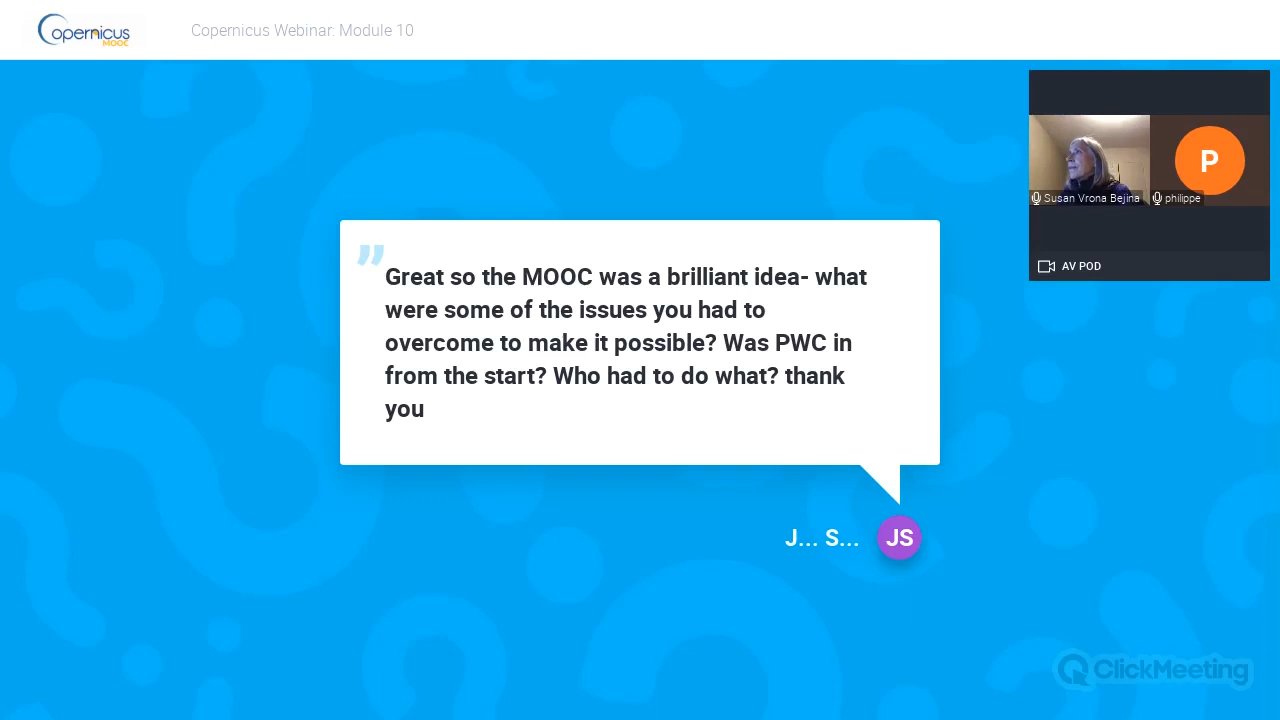 Copernicus
MOOC
Copernicus Webinar: Module 10
P
Susan Vrona Bejina
philippe
AV POD
Great so the MOOC was a brilliant idea- what
were some of the issues you had to
overcome to make it possible? Was PWC in
from the start? Who had to do what? thank
you
J... S...
JS
ClickMeeting